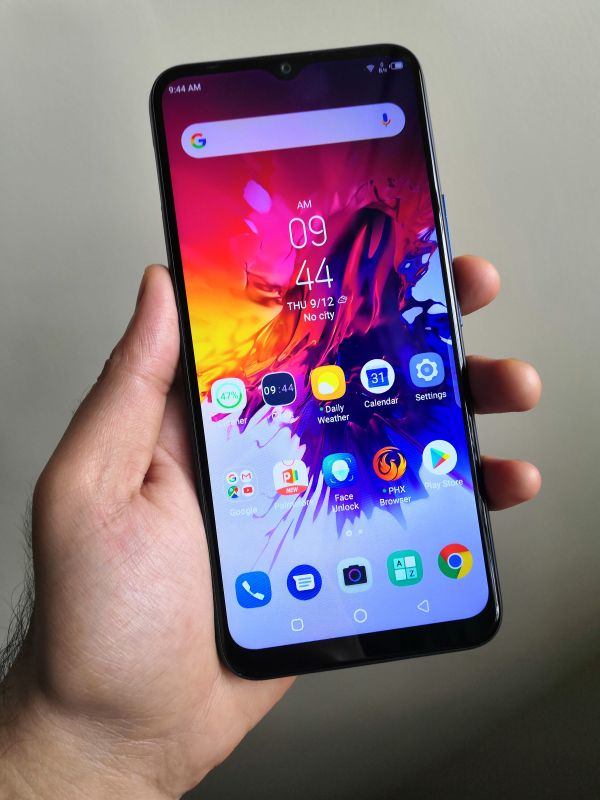 9:44 AM
0
B/s
G
AM
09
44
THU 9/12
No city
47%
09:44
31
Daily
Weather
Calendar
Settings
NEW
Google
Face
Unlock
PHX
Browser
Play Store
A
Z